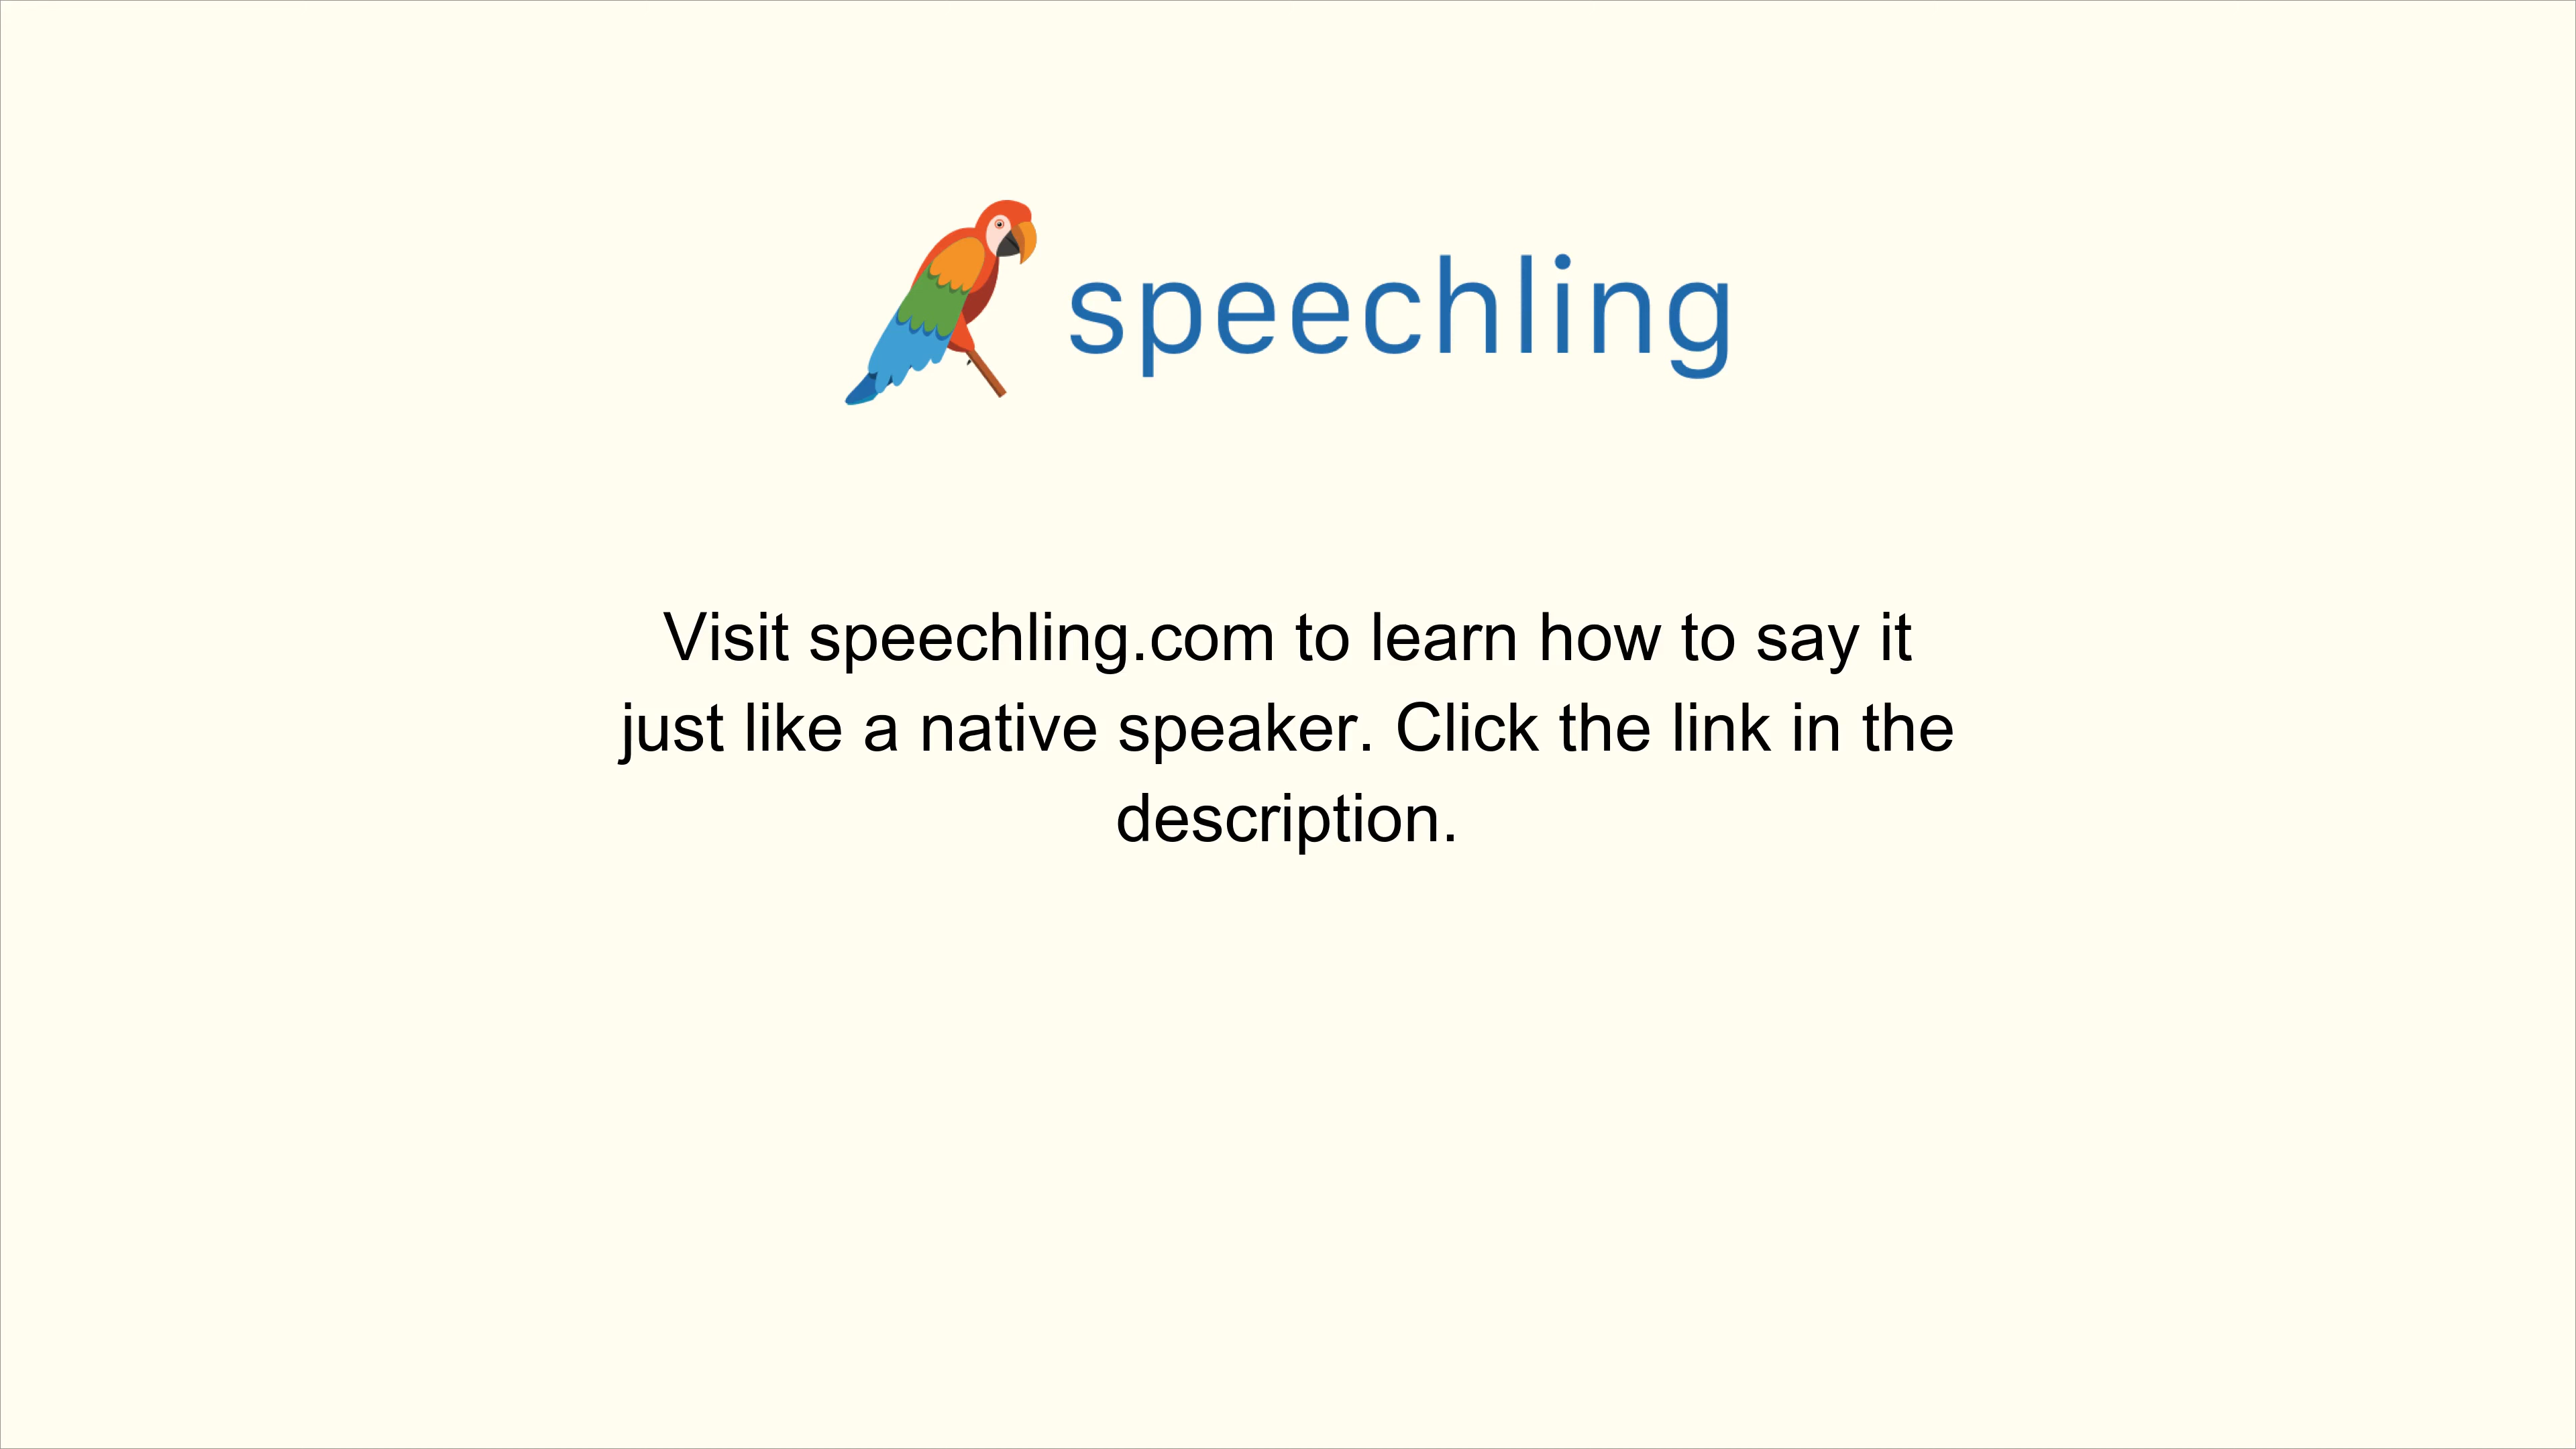 speechling
Visit speechling.com to learn how to say it
just like a native speaker. Click the link in the
description.